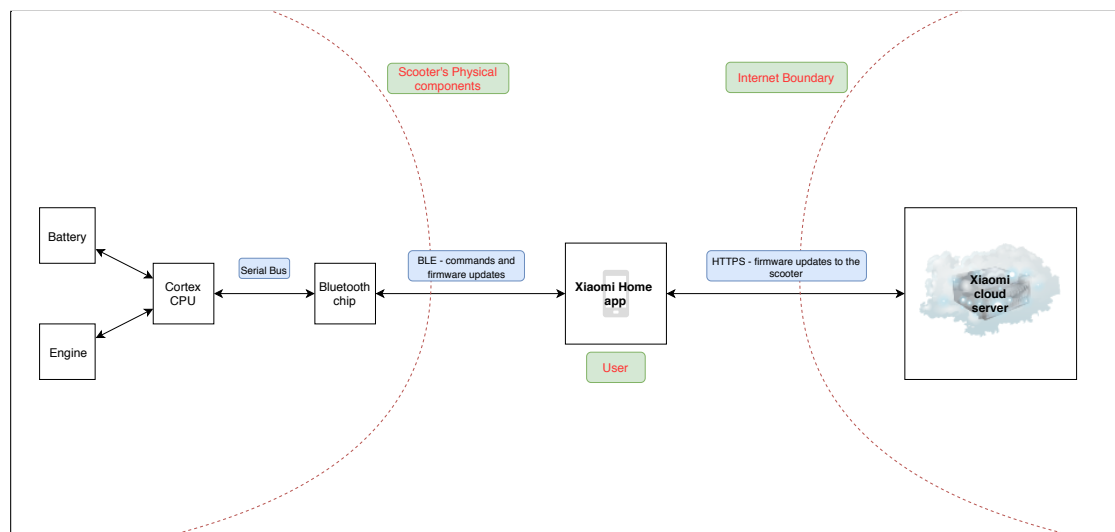 Scooter's Physical
components
Internet Boundary
Battery
Engine
Cortex
CPU
Serial Bus
Bluetooth
chip
BLE - commands and
firmware updates
Xiaomi Home
app
User
HTTPS - firmware updates to the
scooter
Xiaomi
cloud
server